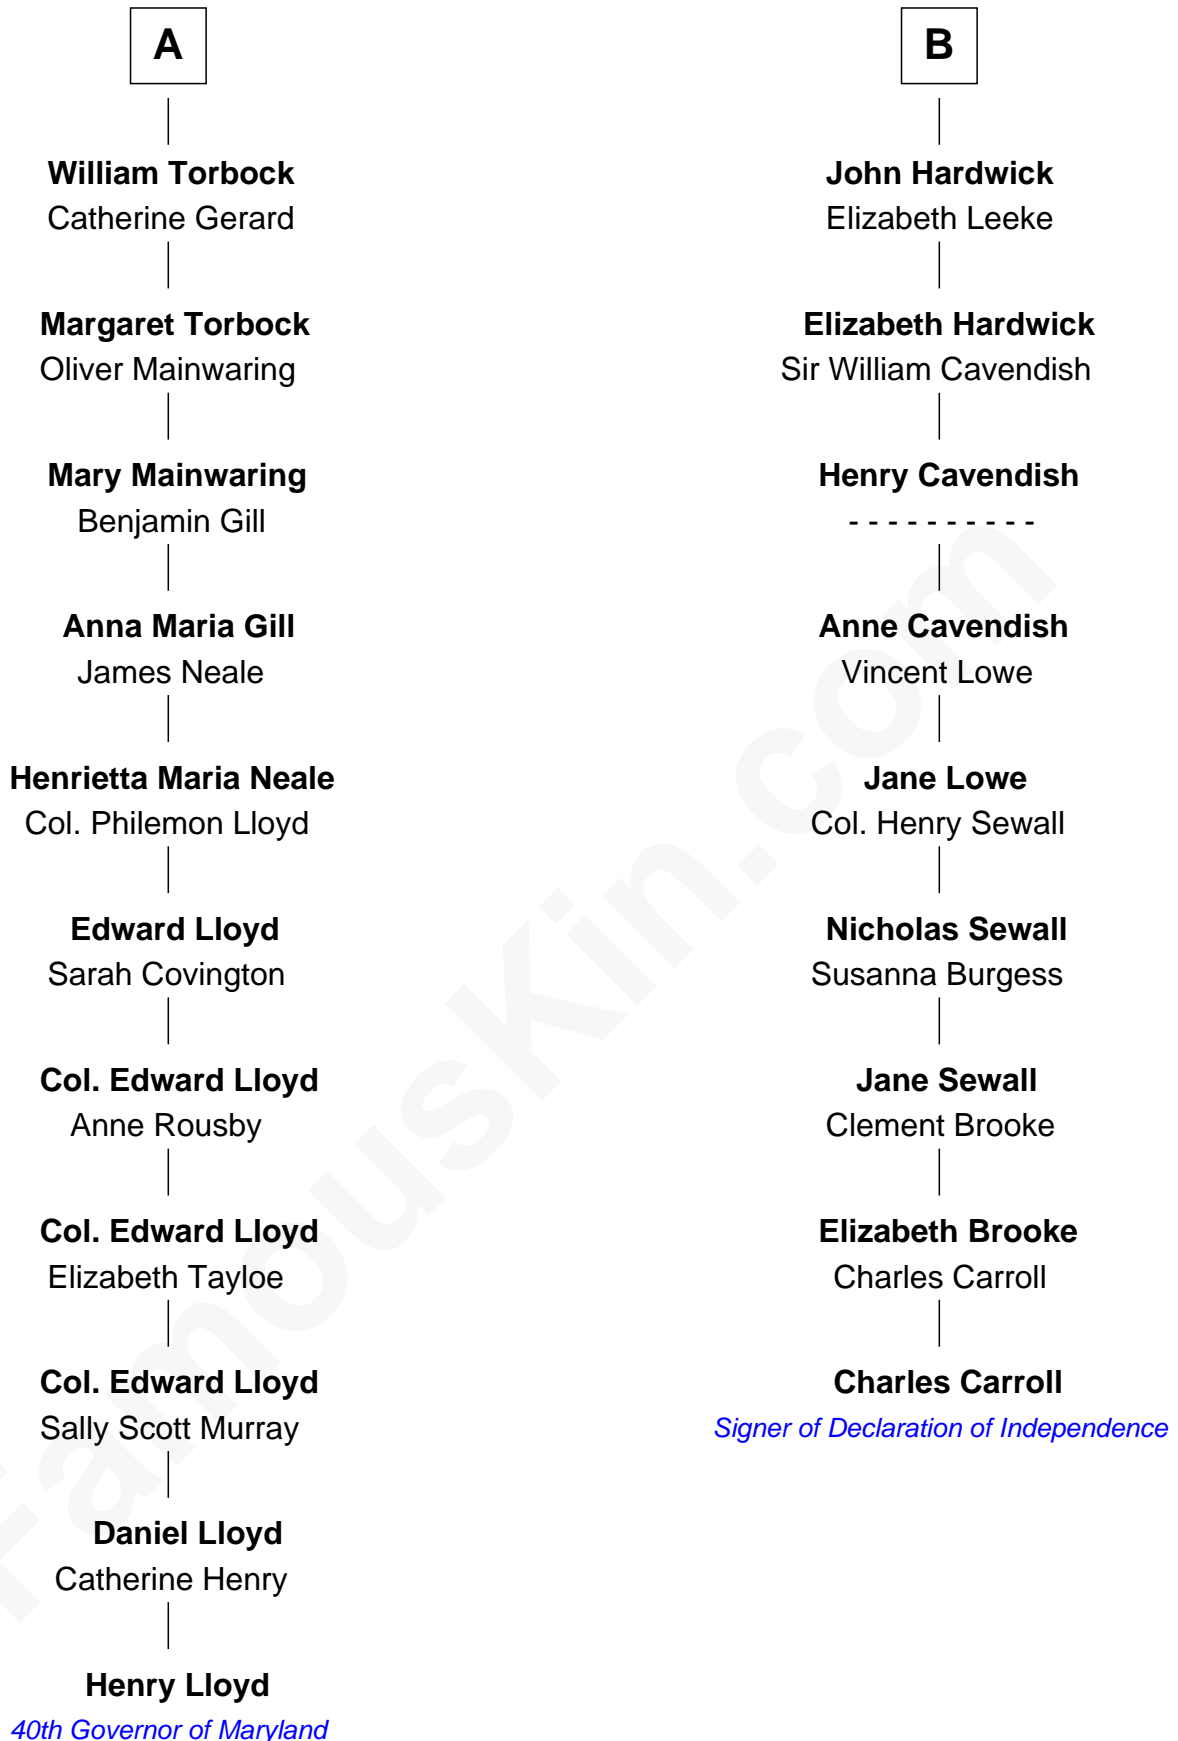 A
William Torbock
Catherine Gerard
Margaret Torbock
Oliver Mainwaring
Mary Mainwaring
Benjamin Gill
Anna Maria Gill
James Neale
Henrietta Maria Neale
Col. Philemon Lloyd
Edward Lloyd
Sarah Covington
Col. Edward Lloyd
Anne Rousby
Col. Edward Lloyd
Elizabeth Tayloe
Col. Edward Lloyd
Sally Scott Murray
Daniel Lloyd
Catherine Henry
Henry Lloyd
40th Governor of Maryland
B
John Hardwick
Elizabeth Leeke
Elizabeth Hardwick
Sir William Cavendish
Henry Cavendish
- - - - - - - - - -
Anne Cavendish
Vincent Lowe
Jane Lowe
Col. Henry Sewall
Nicholas Sewall
Susanna Burgess
Jane Sewall
Clement Brooke
Elizabeth Brooke
Charles Carroll
Charles Carroll
Signer of Declaration of Independence
FamousKin.com